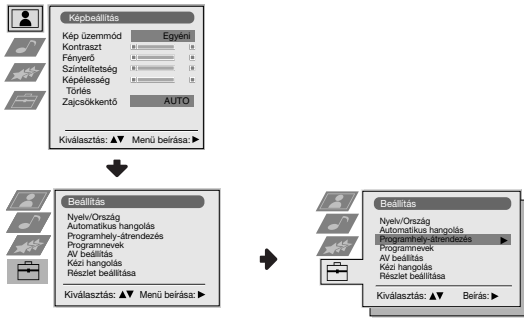 Képbeállítás
Kép üzemmód Egyéni
Kontraszt
Fényerő
Színtelítetség
Képélesség
Törlés
Zajcsökkentő AUTO
Kiválasztás: ▲▼ Menü beírása: ▶
Beállítás
Nyelv/Ország
Automatikus hangolás
Programhely-átrendezés
Programnevek
AV beállítás
Kézi hangolás
Részlet beállítása
Kiválasztás: ▲▼ Menü beírása: ▶
Beállítás
Nyelv/Ország
Automatikus hangolás
Programhely-átrendezés ▶
Programnevek
AV beállítás
Kézi hangolás
Részlet beállítása
Kiválasztás: ▲▼ Beírás: ▶